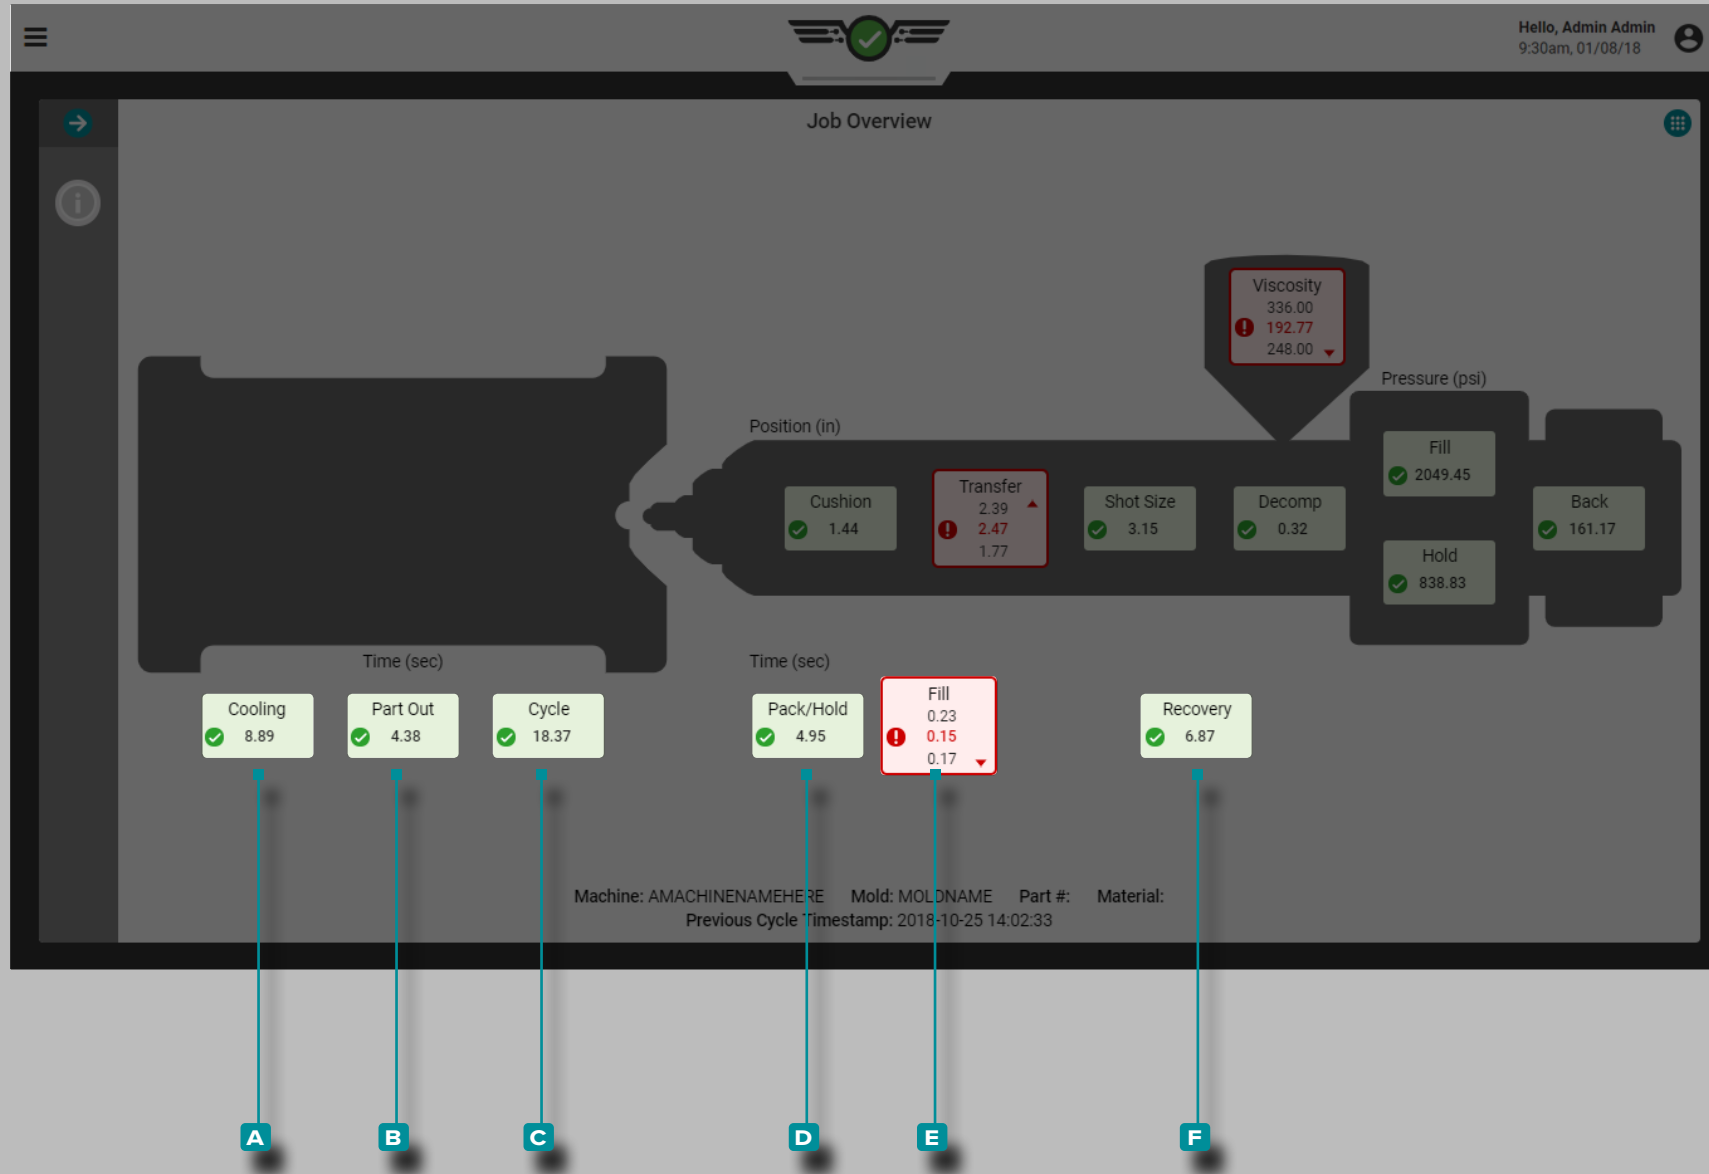 Hello, Admin Admin
9:30am, 01/08/18
Job Overview
Viscosity
336.00
192.77
248.00
Pressure (psi)
Position (in)
Fill
2049.45
Cushion
1.44
Transfer
2.39
2.47
1.77
Shot Size
3.15
Decomp
0.32
Back
161.17
Hold
838.83
Time (sec)
Time (sec)
Cooling
8.89
Part Out
4.38
Cycle
18.37
Pack/Hold
4.95
Fill
0.23
0.15
0.17
Recovery
6.87
Machine: AMACHINENAMEHERE Mold: MOLDNAME Part #: Material:
Previous Cycle Timestamp: 2018-10-25 14:02:33
A B C D E F